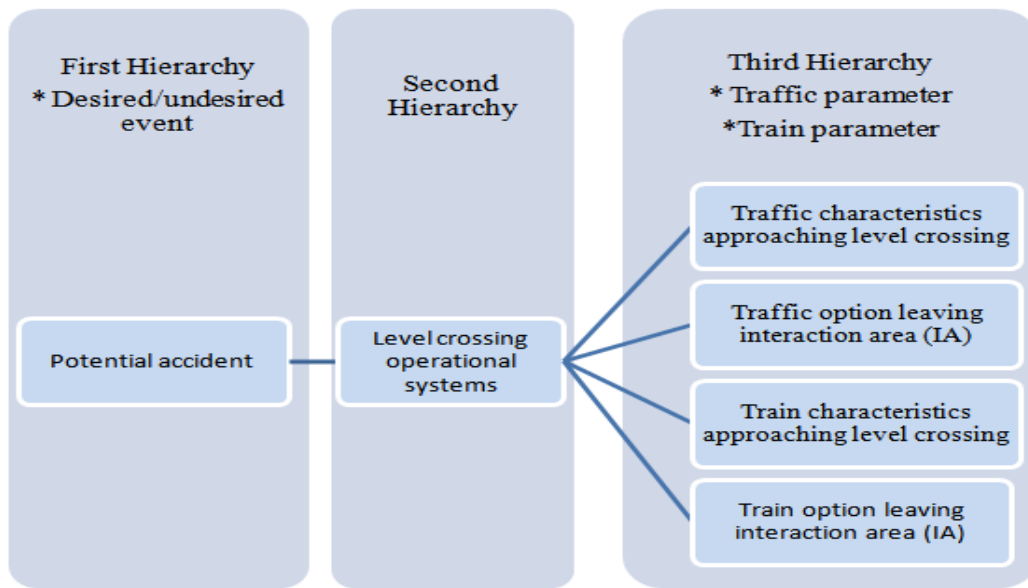 First Hierarchy
* Desired/undesired
event
Potential accident
Second
Hierarchy
Level crossing
operational
systems
Third Hierarchy
* Traffic parameter
*Train parameter
Traffic characteristics
approaching level crossing
Traffic option leaving
interaction area (IA)
Train characteristics
approaching level crossing
Train option leaving
interaction area (IA)